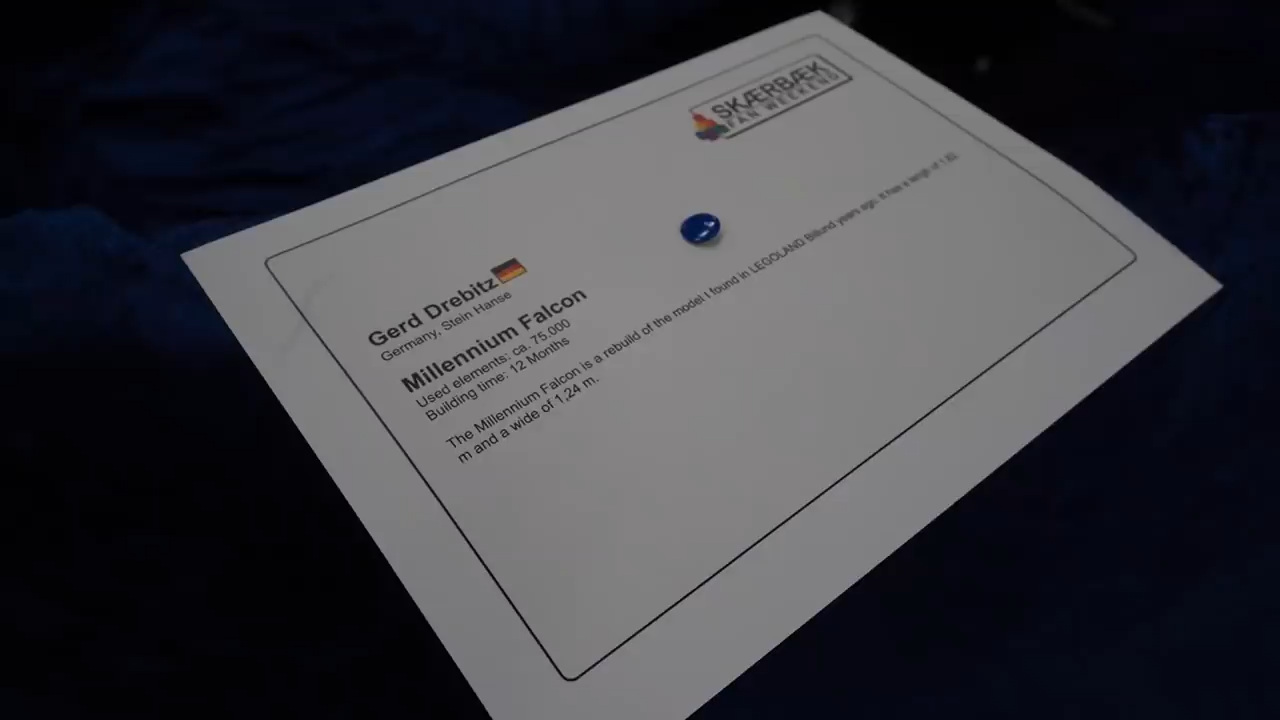 SKÆRBÆK
FAN WEEKEND
Gerd Drebitz
Germany, Stein Hanse
Millennium Falcon
Used elements: ca. 75.000
Building time: 12 Months
The Millennium Falcon is a rebuild of the model I found in LEGOLAND Billund years ago. It has a length of 1,63
m and a wide of 1,24 m.